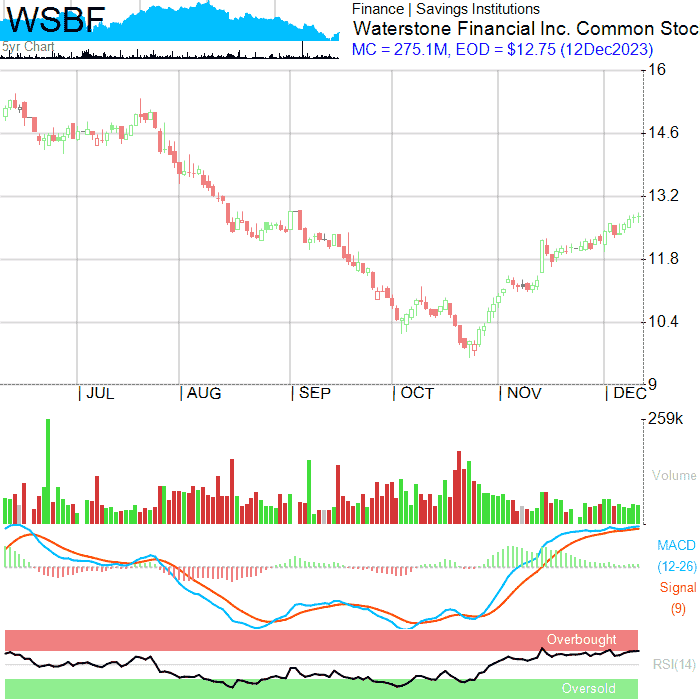 WSBF
5yr Chart
Finance | Savings Institutions
Waterstone Financial Inc. Common Stoc
MC = 275.1M, EOD = $12.75 (12Dec2023)
16
14.6
13.2
11.8
10.4
9
| JUL | AUG | SEP | OCT | NOV | DEC
259k
Volume
MACD
(12-26)
Signal
(9)
Overbought
RSI(14)
Oversold